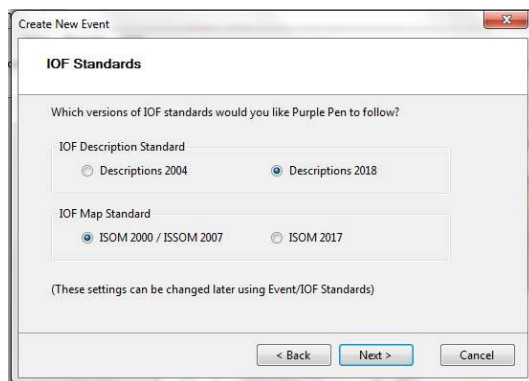 Create New Event
IOF Standards
Which versions of IOF standards would you like Purple Pen to follow?
IOF Description Standard
Descriptions 2004 Descriptions 2018
IOF Map Standard
ISOM 2000 / ISSOM 2007 ISOM 2017
(These settings can be changed later using Event/IOF Standards)
< Back Next > Cancel